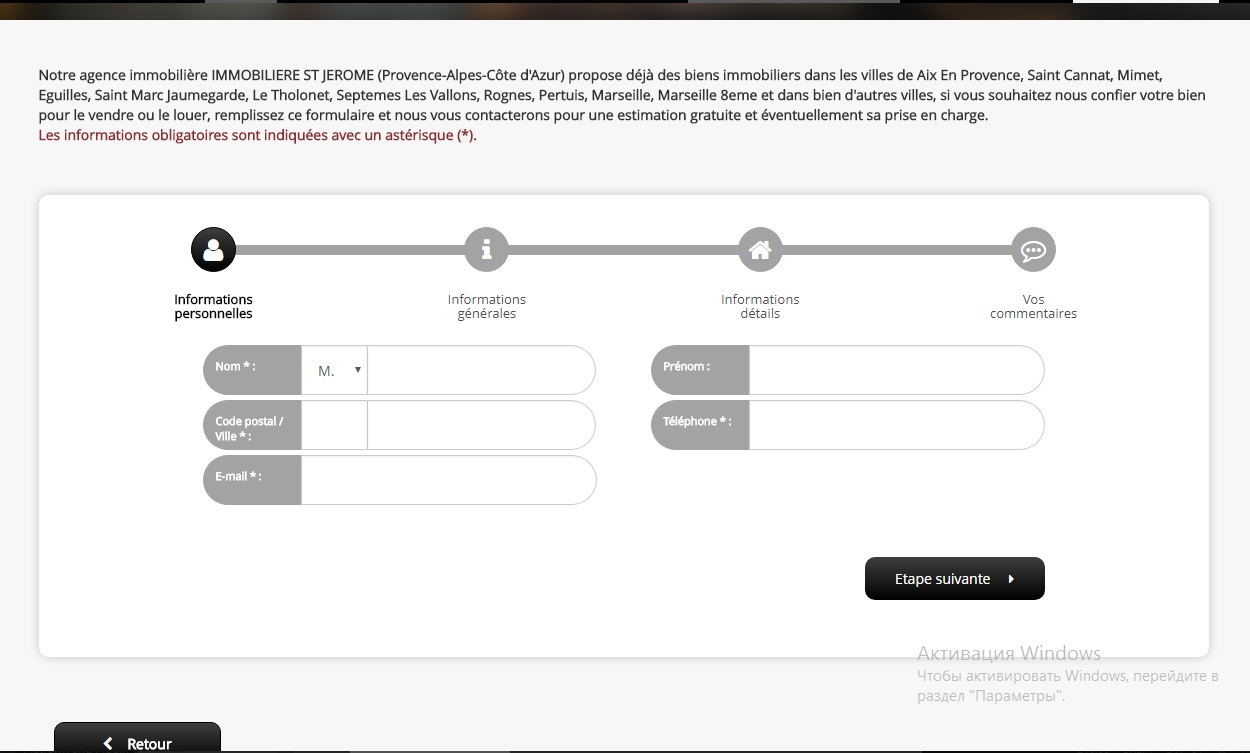 Notre agence immobilière IMMOBILIERE ST JEROME (Provence-Alpes-Côte d'Azur) propose déjà des biens immobiliers dans les villes de Aix En Provence, Saint Cannat, Mimet,
Eguilles, Saint Marc Jaumegarde, Le Tholonet, Septemes Les Vallons, Rognes, Pertuis, Marseille, Marseille 8eme et dans bien d'autres villes, si vous souhaitez nous confier votre bien
pour le vendre ou le louer, remplissez ce formulaire et nous vous contacterons pour une estimation gratuite et éventuellement sa prise en charge.
Les informations obligatoires sont indiquées avec un astérisque (*).
Informations
personnelles
Informations
générales
Informations
détails
Vos
commentaires
Nom * :
M.
Prénom :
Code postal /
Ville * :
Téléphone * :
E-mail * :
Etape suivante
Активация Windows
Чтобы активировать Windows, перейдите в
раздел "Параметры".
Retour